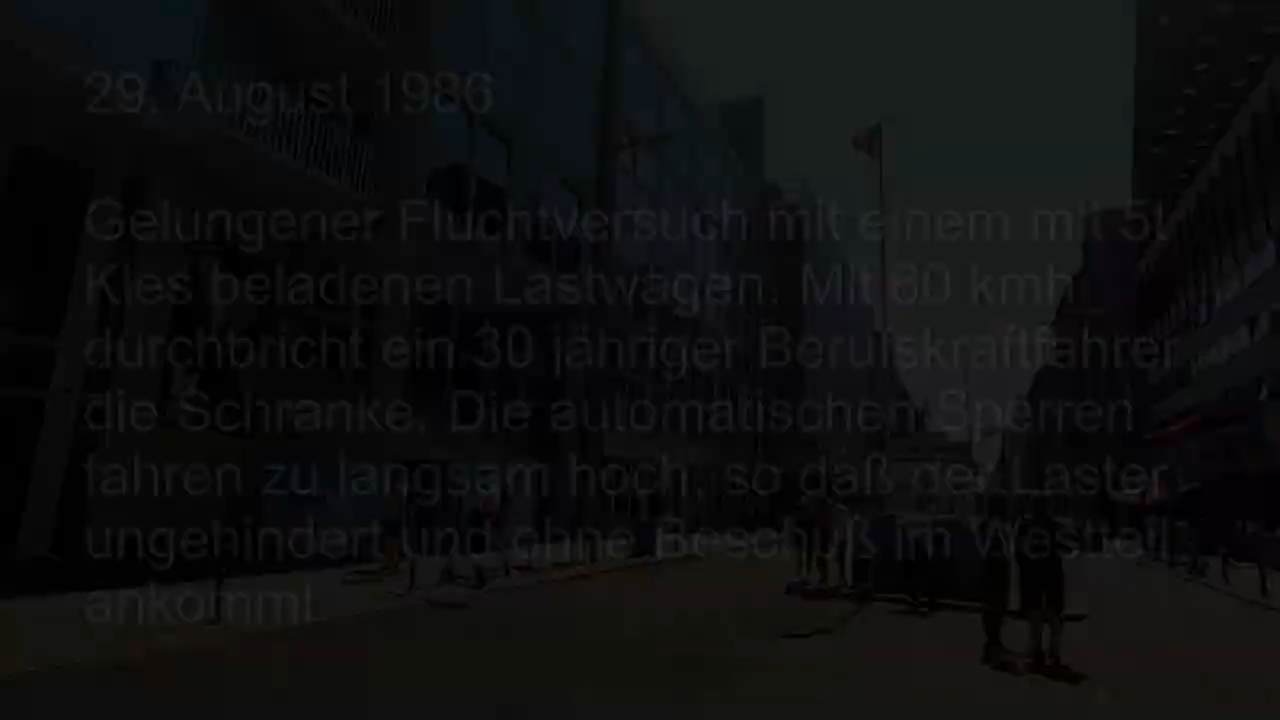 29. August 1986
Gelungener Fluchtversuch mit einem mit 5t
Kies beladenen Lastwagen. Mit 80 kmh
durchbricht ein 30 jähriger Berufskraftfahrer
die Schranke. Die automatischen Sperren
fahren zu langsam hoch, so daß der Laster
ungehindert und ohne Beschuß im Westteil
ankommt.